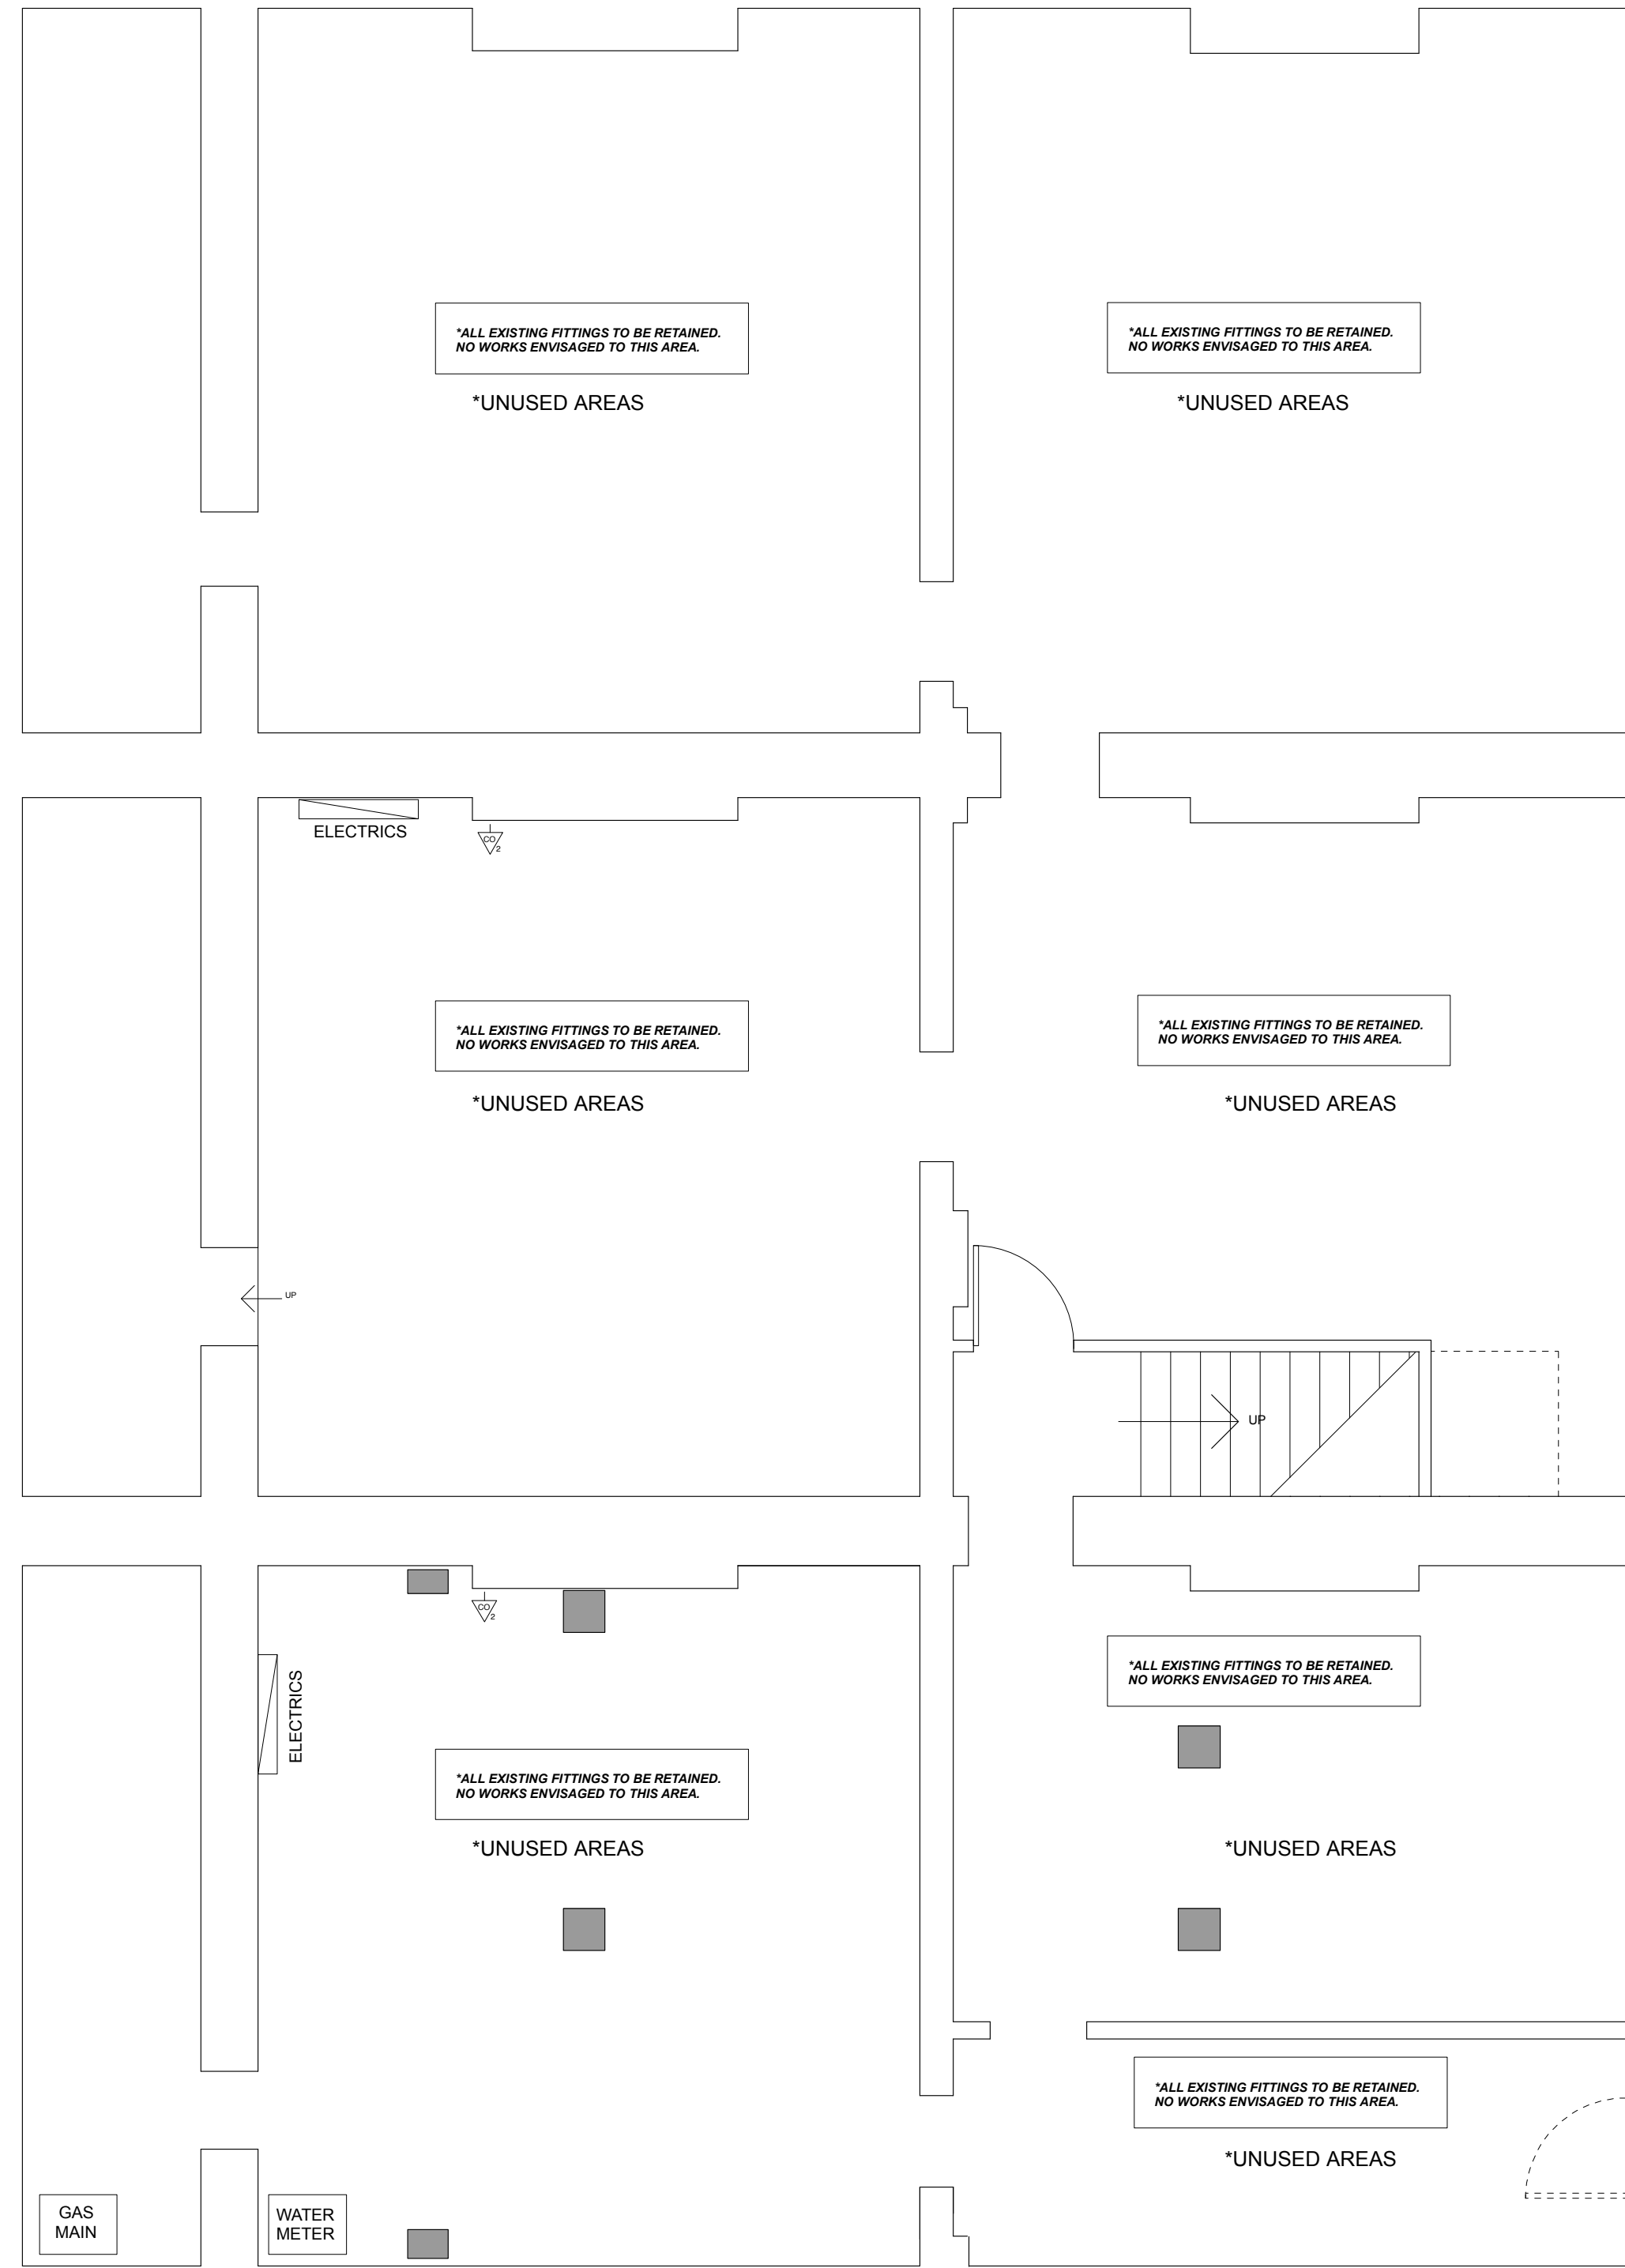 *ALL EXISTING FITTINGS TO BE RETAINED.
NO WORKS ENVISAGED TO THIS AREA.
*UNUSED AREAS
*ALL EXISTING FITTINGS TO BE RETAINED.
NO WORKS ENVISAGED TO THIS AREA.
*UNUSED AREAS
ELECTRICS
CO2
*ALL EXISTING FITTINGS TO BE RETAINED.
NO WORKS ENVISAGED TO THIS AREA.
*UNUSED AREAS
*ALL EXISTING FITTINGS TO BE RETAINED.
NO WORKS ENVISAGED TO THIS AREA.
*UNUSED AREAS
UP
UP
CO2
ELECTRICS
*ALL EXISTING FITTINGS TO BE RETAINED.
NO WORKS ENVISAGED TO THIS AREA.
*UNUSED AREAS
*ALL EXISTING FITTINGS TO BE RETAINED.
NO WORKS ENVISAGED TO THIS AREA.
*UNUSED AREAS
*ALL EXISTING FITTINGS TO BE RETAINED.
NO WORKS ENVISAGED TO THIS AREA.
*UNUSED AREAS
GAS
MAIN
WATER
METER